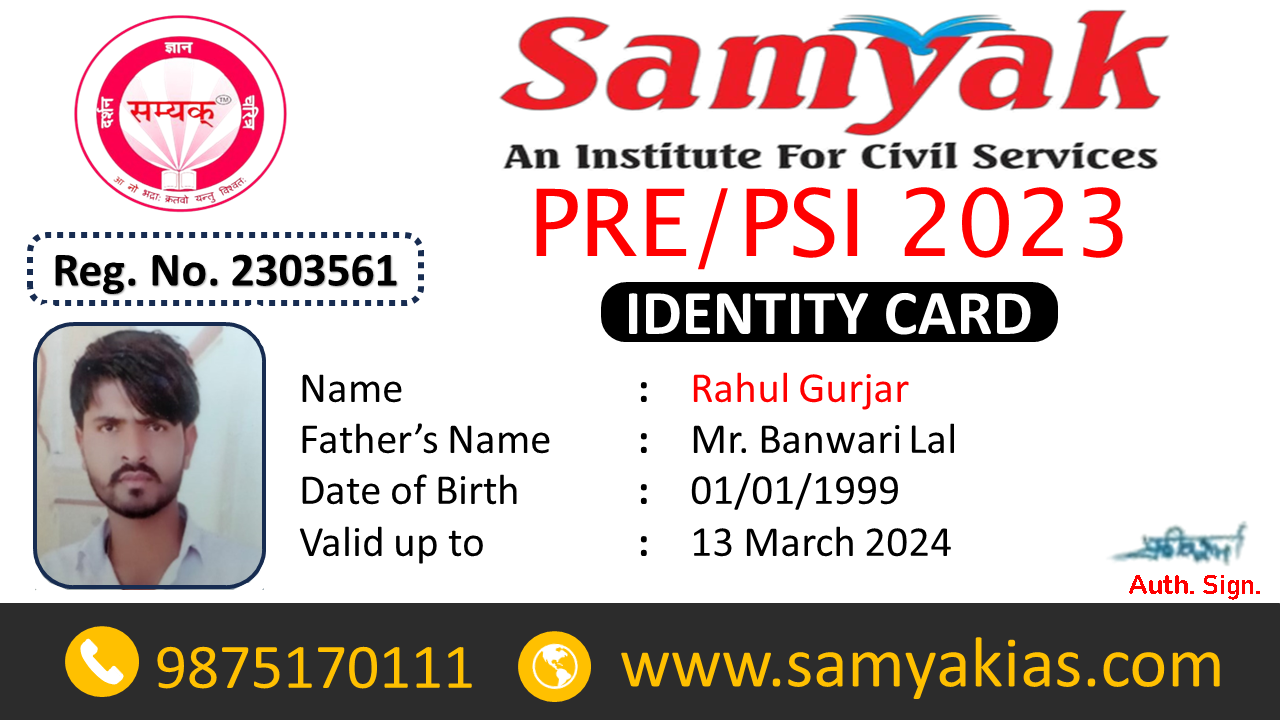 ज्ञान
दर्शन
सम्यक् TM
चरित्र
आ नो भद्राः क्रतवो यन्तु विश्वतः
Samyak
An Institute For Civil Services
PRE/PSI 2023
Reg. No. 2303561
IDENTITY CARD
Name : Rahul Gurjar
Father’s Name : Mr. Banwari Lal
Date of Birth : 01/01/1999
Valid up to : 13 March 2024
Auth. Sign.
9875170111
www.samyakias.com